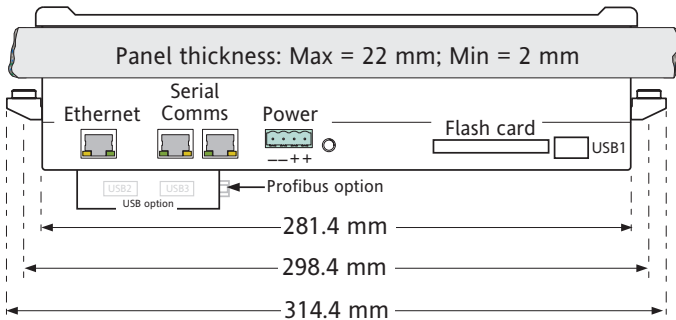 Panel thickness: Max = 22 mm; Min = 2 mm
Ethernet
Serial
Comms
Power
Flash card
USB1
−−++
USB2
USB3
Profibus option
USB option
281.4 mm
298.4 mm
314.4 mm